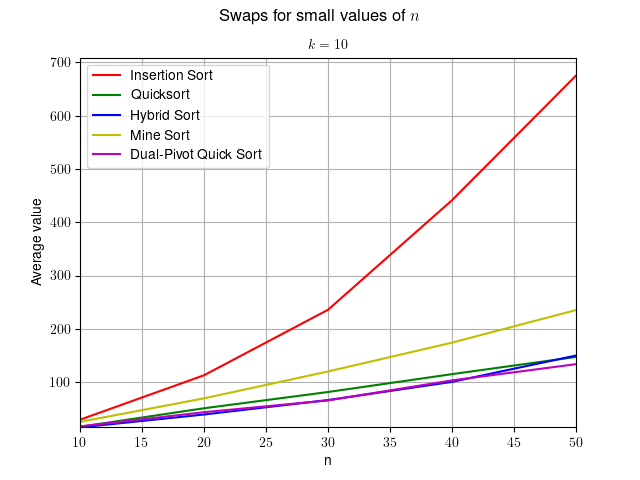 Swaps for small values of n
k = 10
700
600
500
400
300
200
100
Average value
Insertion Sort
Quicksort
Hybrid Sort
Mine Sort
Dual-Pivot Quick Sort
10 15 20 25 30 35 40 45 50
n